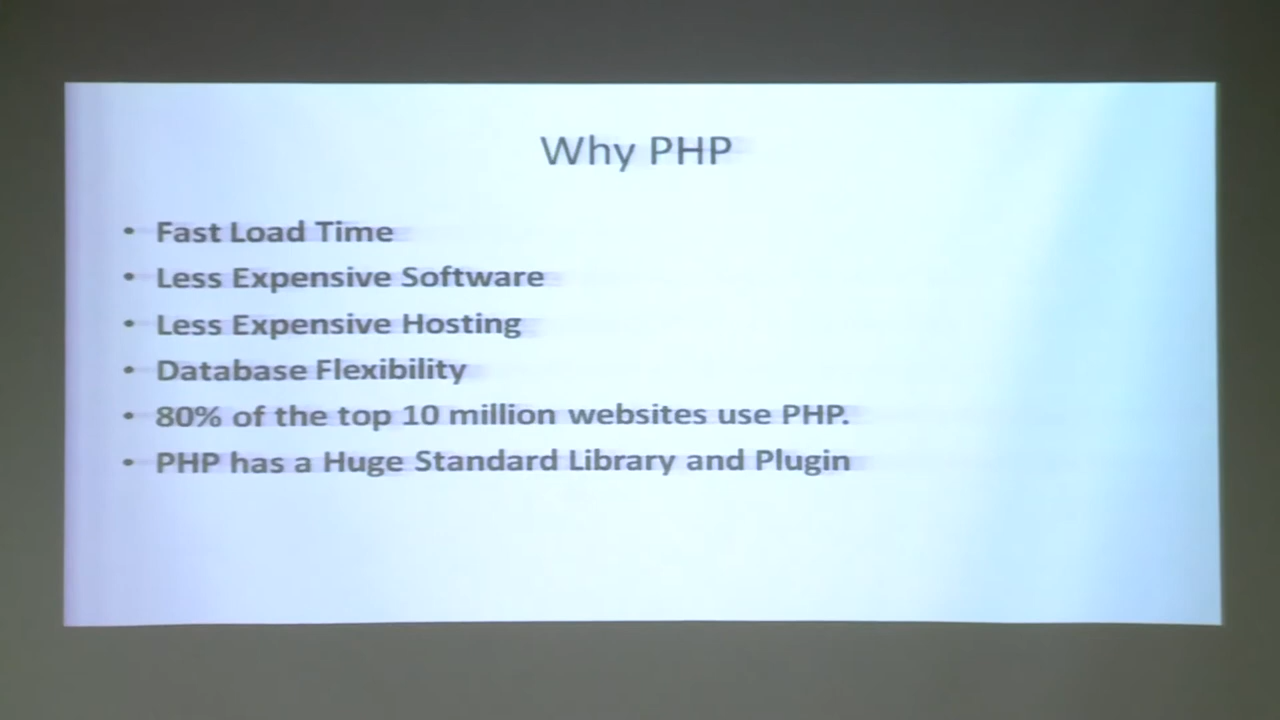 Why PHP
• Fast Load Time
• Less Expensive Software
• Less Expensive Hosting
• Database Flexibility
• 80% of the top 10 million websites use PHP.
• PHP has a Huge Standard Library and Plugin